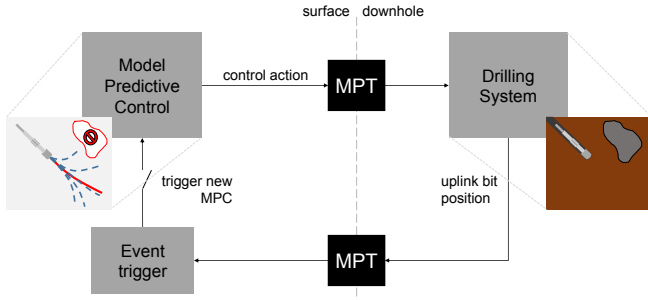 surface downhole
Model
Predictive
Control
control action
MPT
Drilling
System
trigger new
MPC
uplink bit
position
Event
trigger
MPT